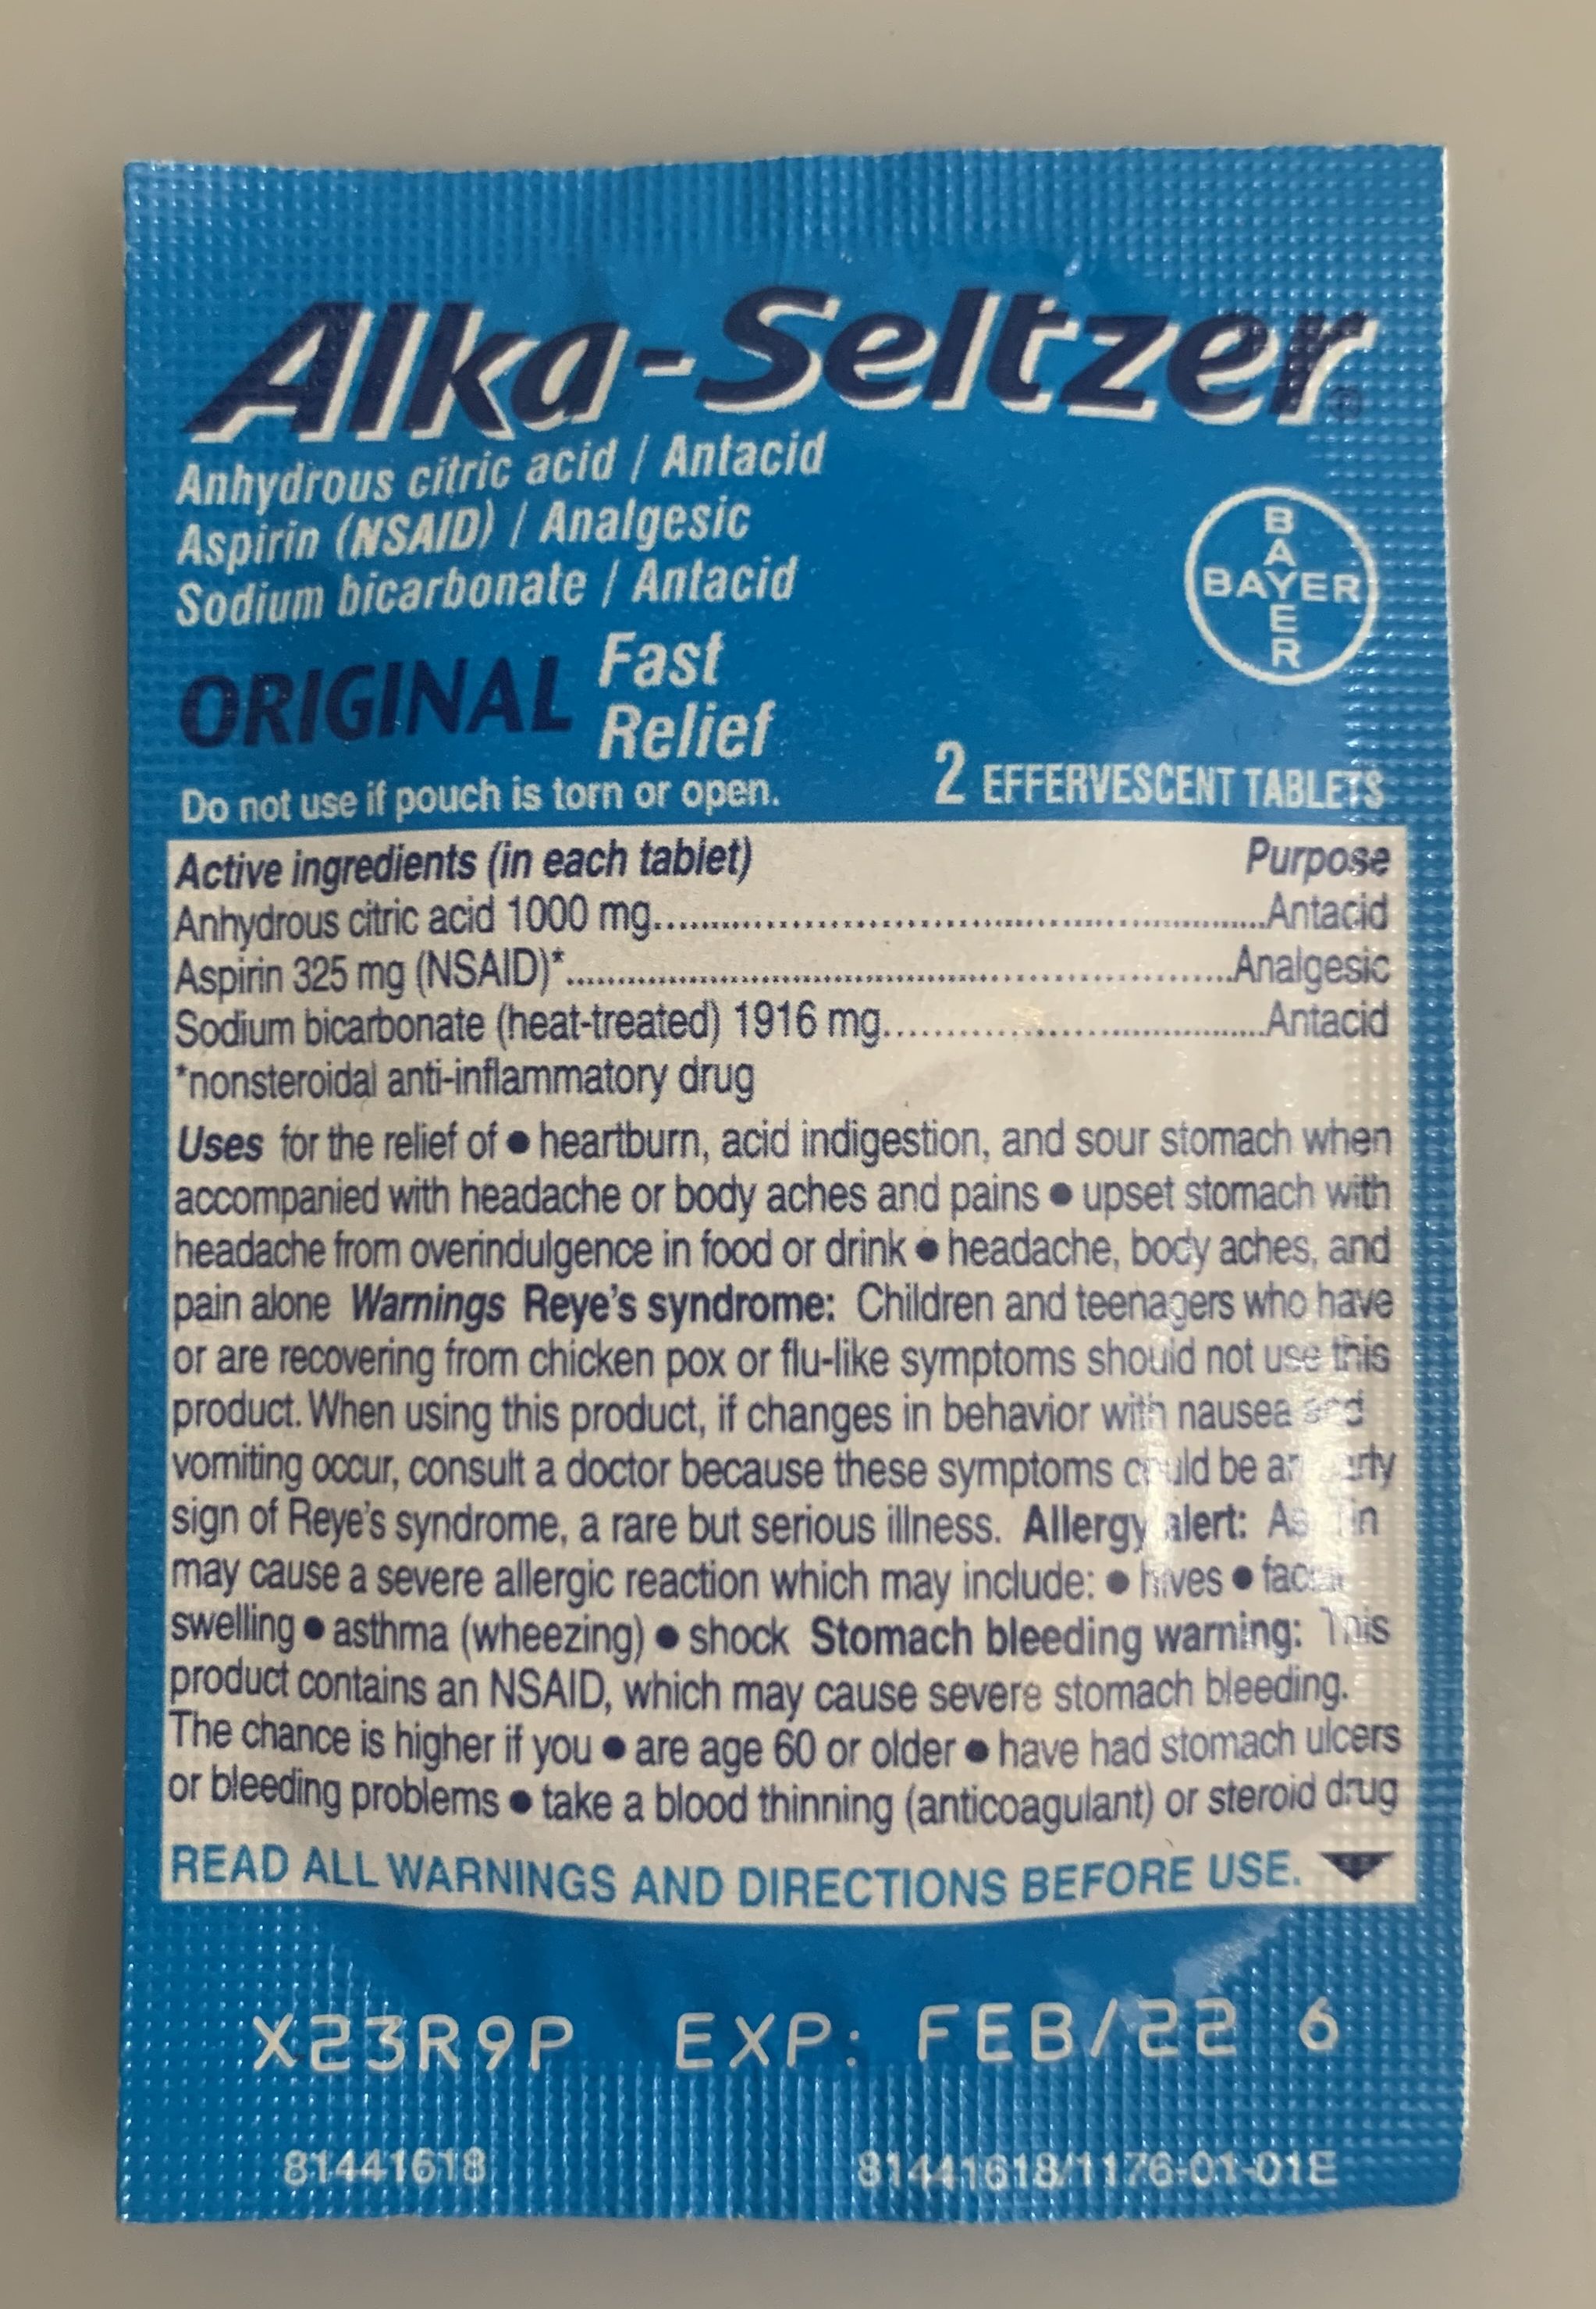 Alka-Seltzer®
Anhydrous citric acid / Antacid
Aspirin (NSAID) / Analgesic
Sodium bicarbonate / Antacid
B
A
BAYER
E
R
ORIGINAL Fast
Relief
Do not use if pouch is torn or open.
2 EFFERVESCENT TABLETS
Active ingredients (in each tablet) Purpose
Anhydrous citric acid 1000 mg..........Antacid
Aspirin 325 mg (NSAID)*..........Analgesic
Sodium bicarbonate (heat-treated) 1916 mg..........Antacid
*nonsteroidal anti-inflammatory drug
Uses for the relief of ● heartburn, acid indigestion, and sour stomach when
accompanied with headache or body aches and pains ● upset stomach with
headache from overindulgence in food or drink ● headache, body aches, and
pain alone Warnings Reye's syndrome: Children and teenagers who have
or are recovering from chicken pox or flu-like symptoms should not use this
product. When using this product, if changes in behavior with nausea and
vomiting occur, consult a doctor because these symptoms could be an early
sign of Reye's syndrome, a rare but serious illness. Allergy alert: Aspirin
may cause a severe allergic reaction which may include: ● hives ● facial
swelling ● asthma (wheezing) ● shock Stomach bleeding warning: This
product contains an NSAID, which may cause severe stomach bleeding.
The chance is higher if you ● are age 60 or older ● have had stomach ulcers
or bleeding problems ● take a blood thinning (anticoagulant) or steroid drug
READ ALL WARNINGS AND DIRECTIONS BEFORE USE.
X23R9P EXP: FEB/22 6
81441618 81441618/1176-01-01E